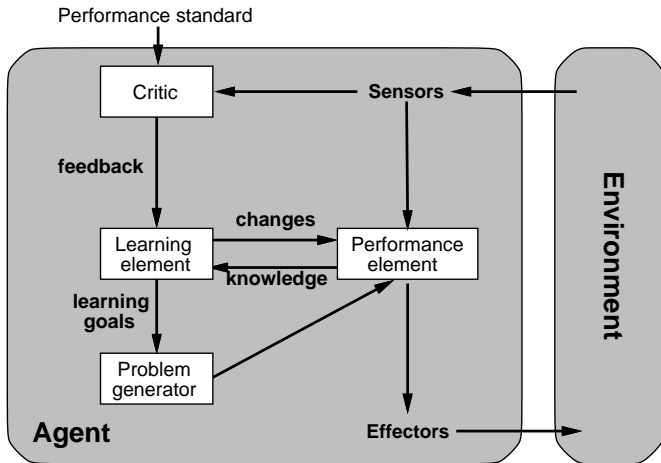 Performance standard
Critic
Sensors
feedback
changes
Learning
element
Performance
element
knowledge
learning
goals
Problem
generator
Agent
Effectors
Environment